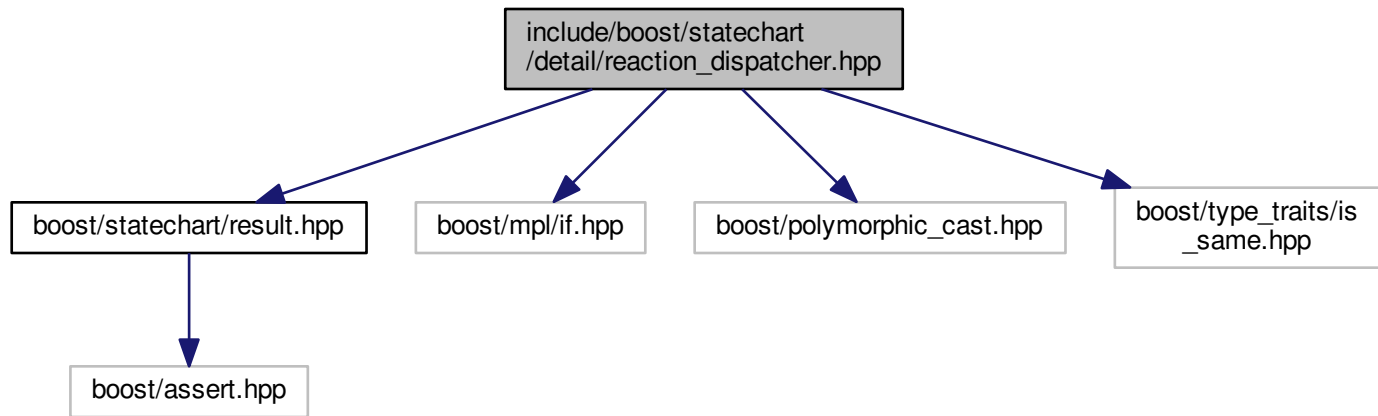 include/boost/statechart
/detail/reaction_dispatcher.hpp
boost/statechart/result.hpp
boost/mpl/if.hpp
boost/polymorphic_cast.hpp
boost/type_traits/is
_same.hpp
boost/assert.hpp